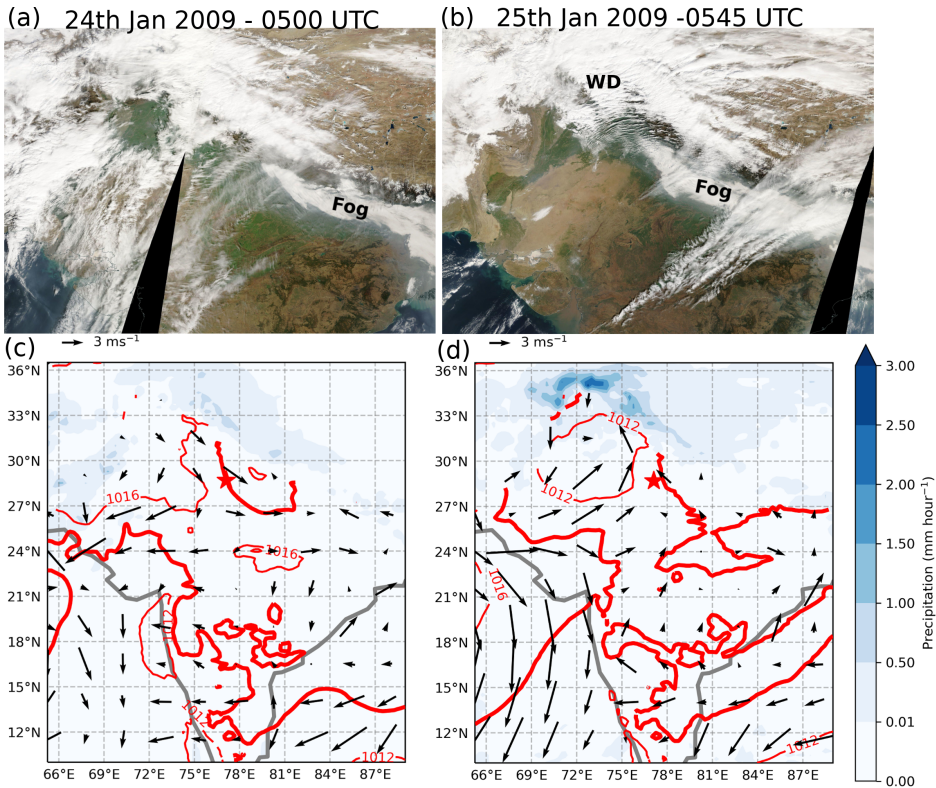 (a) 24th Jan 2009 - 0500 UTC
(b) 25th Jan 2009 -0545 UTC
Fog
WD
Fog
(c) 3 ms⁻¹
(d) 3 ms⁻¹
36°N
33°N
30°N
27°N
24°N
21°N
18°N
15°N
12°N
1016
1016
1012
1012
66°E 69°E 72°E 75°E 78°E 81°E 84°E 87°E
36°N
33°N
30°N
27°N
24°N
21°N
18°N
15°N
12°N
1012
1012
1016
1012
66°E 69°E 72°E 75°E 78°E 81°E 84°E 87°E
3.00
2.50
2.00
1.50
1.00
0.50
0.01
0.00
Precipitation (mm hour⁻¹)